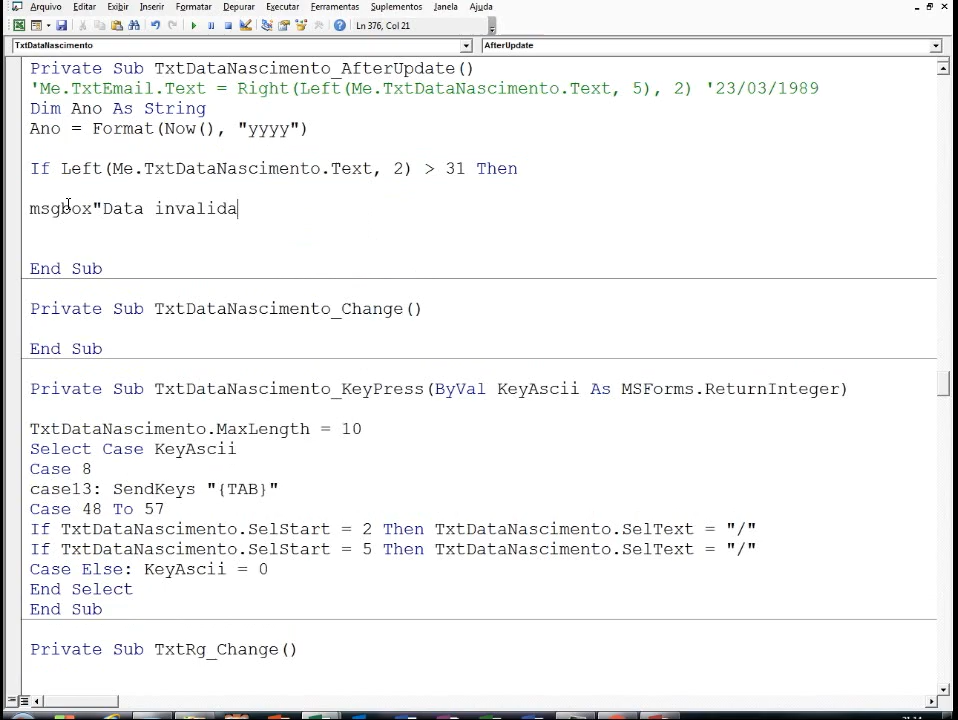 Arquivo Editar Exibir Inserir Formatar Depurar Executar Ferramentas Suplementos Janela Ajuda
Ln 376, Col 21
TxtDataNascimento AfterUpdate
Private Sub TxtDataNascimento_AfterUpdate()
'Me.TxtEmail.Text = Right(Left(Me.TxtDataNascimento.Text, 5), 2) '23/03/1989
Dim Ano As String
Ano = Format(Now(), "yyyy")
If Left(Me.TxtDataNascimento.Text, 2) > 31 Then
msgbox"Data invalida
End Sub
Private Sub TxtDataNascimento_Change()
End Sub
Private Sub TxtDataNascimento_KeyPress(ByVal KeyAscii As MSForms.ReturnInteger)
TxtDataNascimento.MaxLength = 10
Select Case KeyAscii
Case 8
case13: SendKeys "{TAB}"
Case 48 To 57
If TxtDataNascimento.SelStart = 2 Then TxtDataNascimento.SelText = "/"
If TxtDataNascimento.SelStart = 5 Then TxtDataNascimento.SelText = "/"
Case Else: KeyAscii = 0
End Select
End Sub
Private Sub TxtRg_Change()